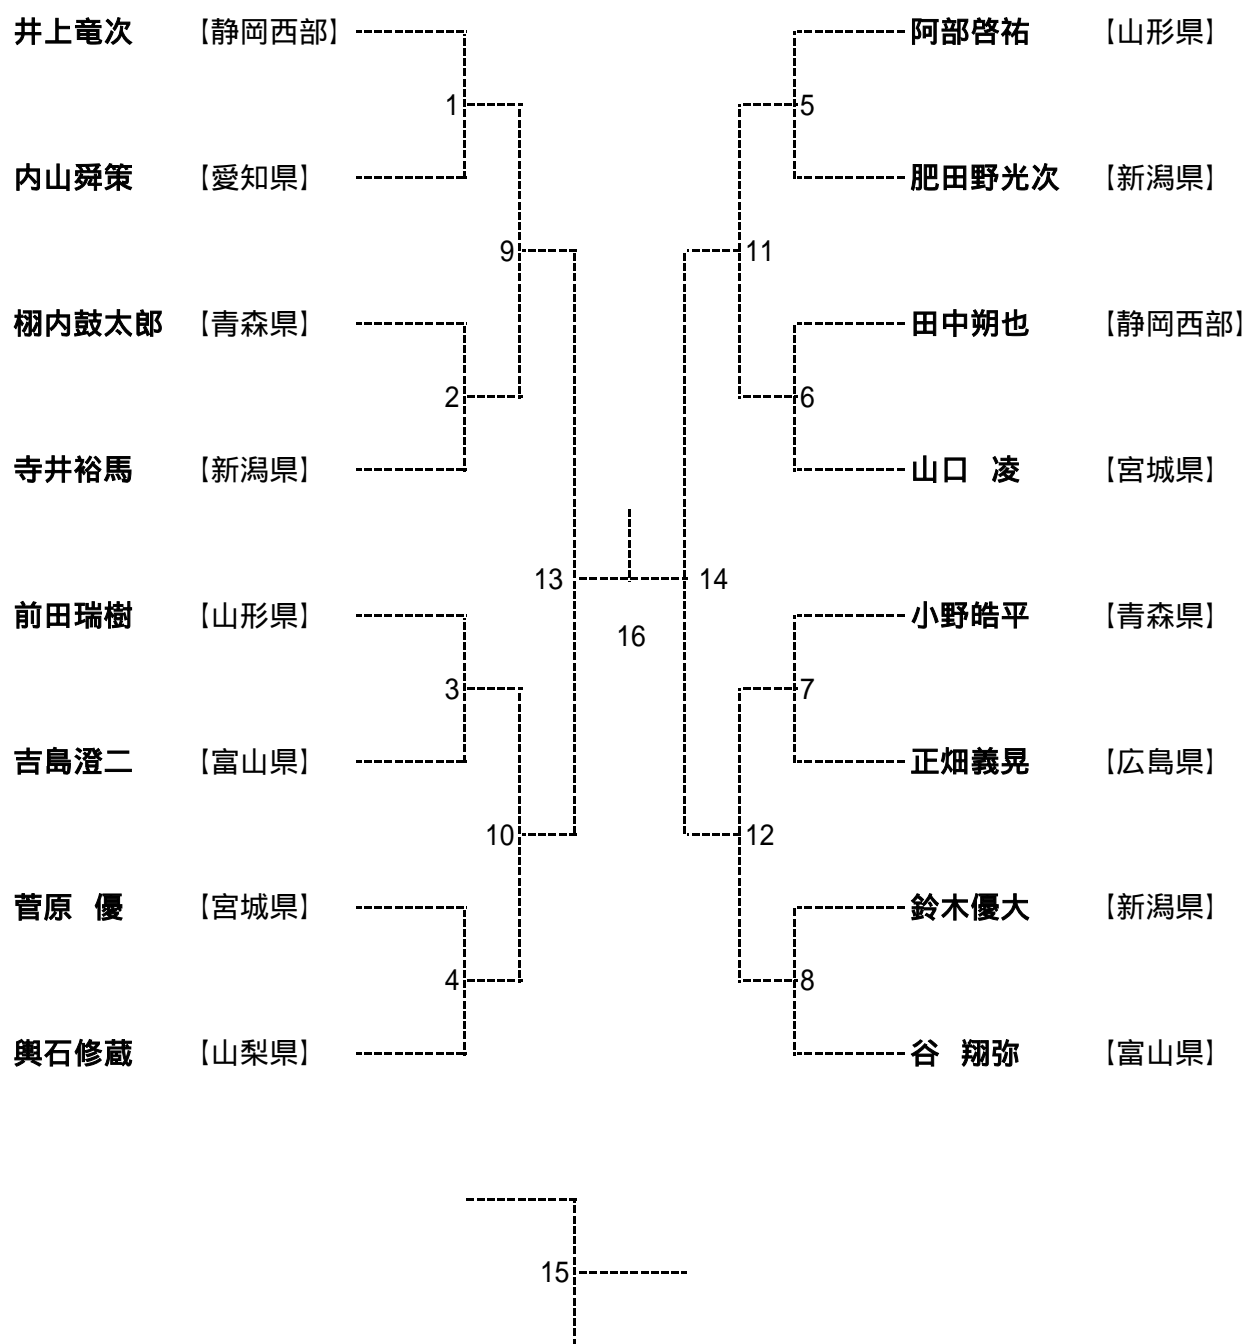 井上竜次 【静岡西部】 阿部啓祐 【山形県】
1 5
内山舜策 【愛知県】 肥田野光次 【新潟県】
9 11
棚内鼓太郎 【青森県】 田中朔也 【静岡西部】
2 6
寺井裕馬 【新潟県】 山口 凌 【宮城県】
13 14
前田瑞樹 【山形県】 小野皓平 【青森県】
16
3 7
吉島澄二 【富山県】 正畑義晃 【広島県】
10 12
菅原 優 【宮城県】 鈴木優大 【新潟県】
4 8
輿石修蔵 【山梨県】 谷 翔弥 【富山県】
15